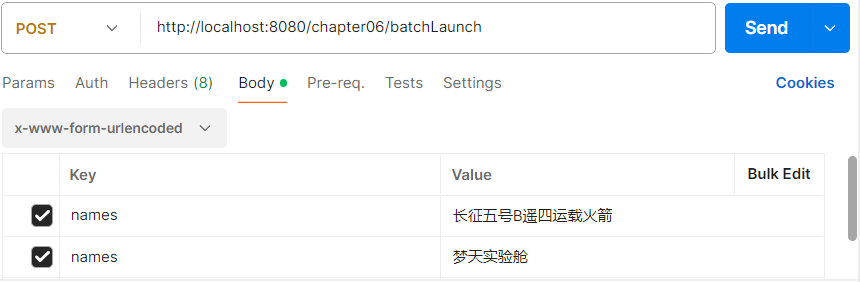 POST http://localhost:8080/chapter06/batchLaunch Send
Params Auth Headers (8) Body Pre-req. Tests Settings Cookies
x-www-form-urlencoded
Key Value Bulk Edit
names 长征五号B遥四运载火箭
names 梦天实验舱